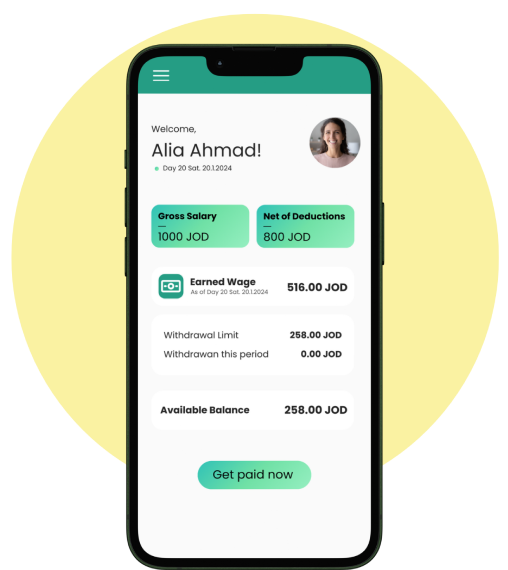 Welcome,
Alia Ahmad!
Day 20 Sat. 20.1.2024
Gross Salary
1000 JOD
Net of Deductions
800 JOD
Earned Wage
As of Day 20 Sat. 20.1.2024
516.00 JOD
Withdrawal Limit 258.00 JOD
Withdrawan this period 0.00 JOD
Available Balance 258.00 JOD
Get paid now